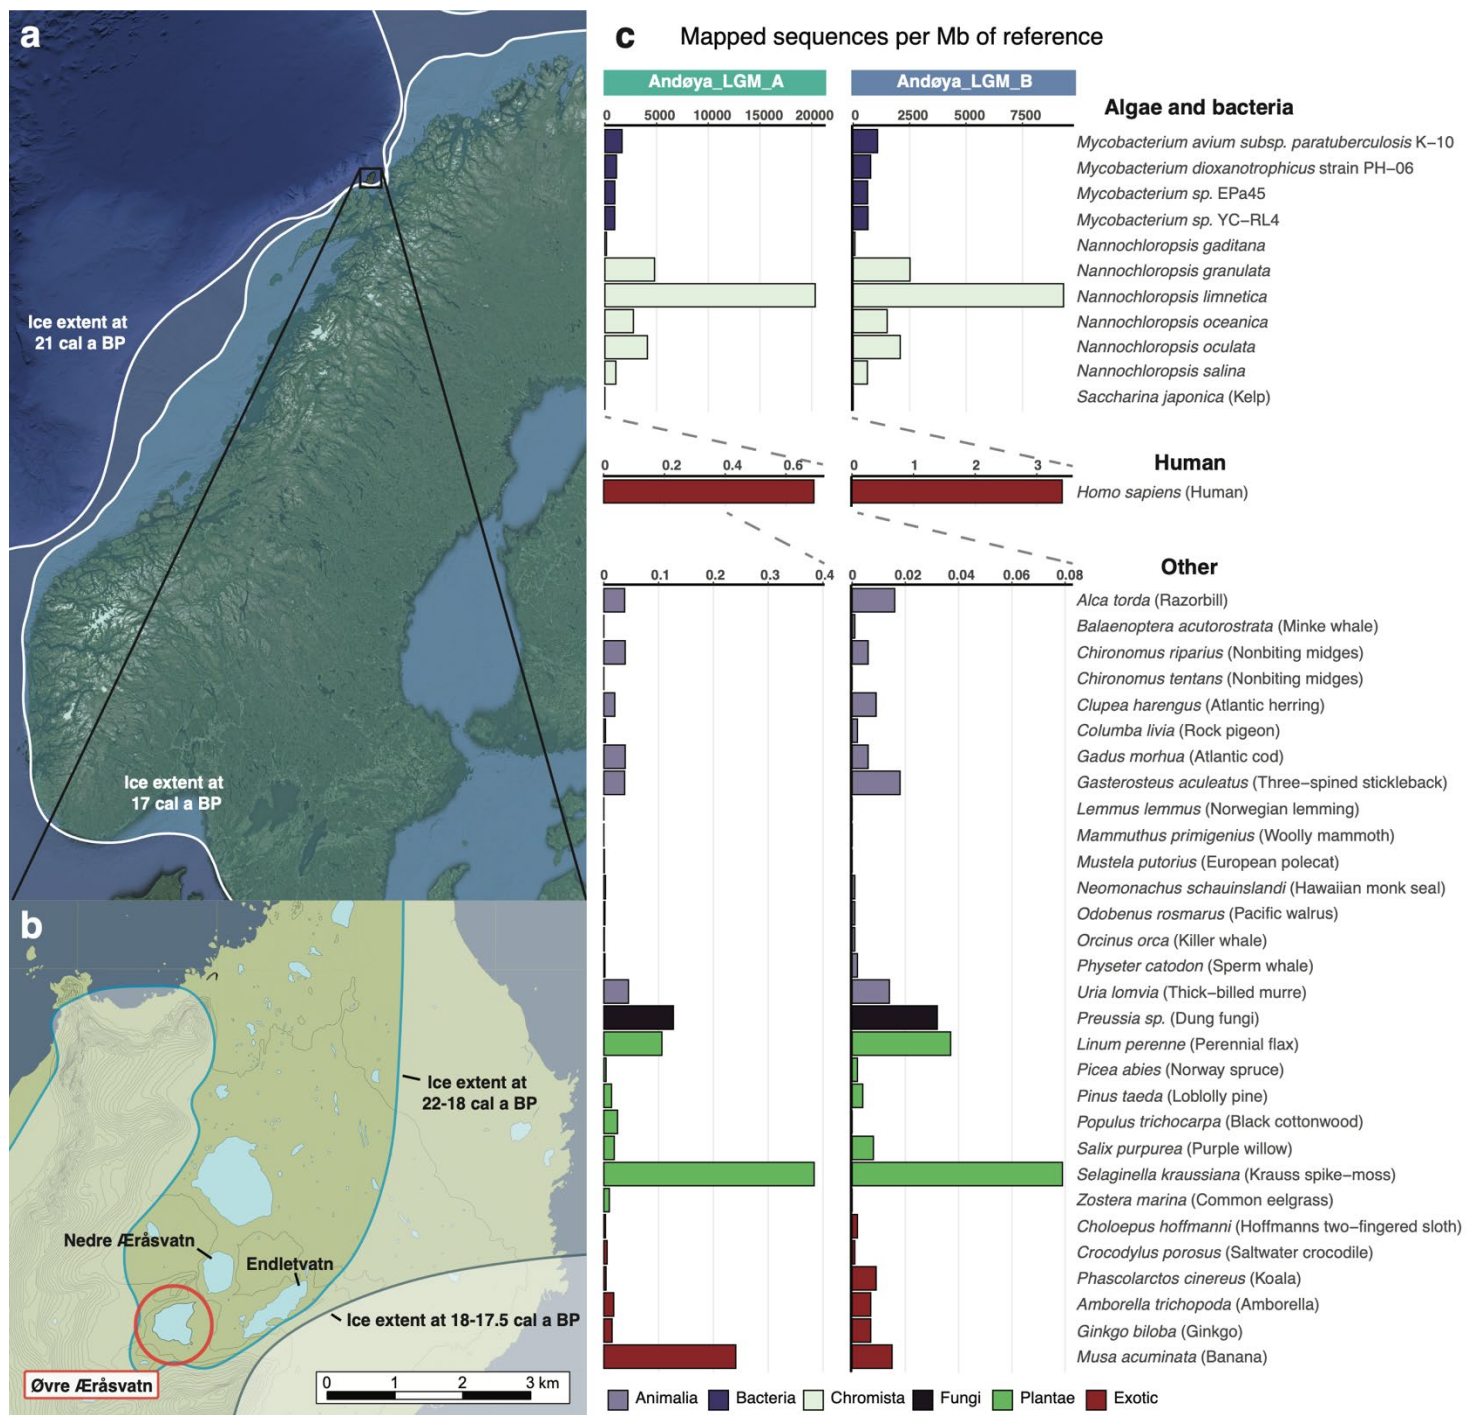 a
Ice extent at
21 cal a BP
Ice extent at
17 cal a BP
b
Ice extent at
22-18 cal a BP
Nedre Æråsvatn
Endletvatn
Ice extent at 18-17.5 cal a BP
Øvre Æråsvatn
0 1 2 3 km
c Mapped sequences per Mb of reference
Andøya_LGM_A Andøya_LGM_B
Algae and bacteria
0 5000 10000 15000 20000 0 2500 5000 7500
Mycobacterium avium subsp. paratuberculosis K−10
Mycobacterium dioxanotrophicus strain PH−06
Mycobacterium sp. EPa45
Mycobacterium sp. YC−RL4
Nannochloropsis gaditana
Nannochloropsis granulata
Nannochloropsis limnetica
Nannochloropsis oceanica
Nannochloropsis oculata
Nannochloropsis salina
Saccharina japonica (Kelp)
Human
0 0.2 0.4 0.6 0 1 2 3
Homo sapiens (Human)
Other
0 0.1 0.2 0.3 0.4 0 0.02 0.04 0.06 0.08
Alca torda (Razorbill)
Balaenoptera acutorostrata (Minke whale)
Chironomus riparius (Nonbiting midges)
Chironomus tentans (Nonbiting midges)
Clupea harengus (Atlantic herring)
Columba livia (Rock pigeon)
Gadus morhua (Atlantic cod)
Gasterosteus aculeatus (Three−spined stickleback)
Lemmus lemmus (Norwegian lemming)
Mammuthus primigenius (Woolly mammoth)
Mustela putorius (European polecat)
Neomonachus schauinslandi (Hawaiian monk seal)
Odobenus rosmarus (Pacific walrus)
Orcinus orca (Killer whale)
Physeter catodon (Sperm whale)
Uria lomvia (Thick−billed murre)
Preussia sp. (Dung fungi)
Linum perenne (Perennial flax)
Picea abies (Norway spruce)
Pinus taeda (Loblolly pine)
Populus trichocarpa (Black cottonwood)
Salix purpurea (Purple willow)
Selaginella kraussiana (Krauss spike−moss)
Zostera marina (Common eelgrass)
Choloepus hoffmanni (Hoffmanns two−fingered sloth)
Crocodylus porosus (Saltwater crocodile)
Phascolarctos cinereus (Koala)
Amborella trichopoda (Amborella)
Ginkgo biloba (Ginkgo)
Musa acuminata (Banana)
Animalia Bacteria Chromista Fungi Plantae Exotic